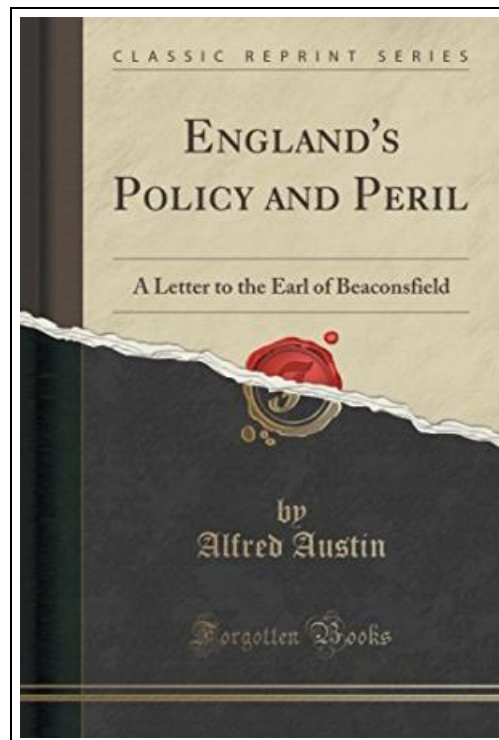 CLASSIC REPRINT SERIES
ENGLAND'S
POLICY AND PERIL
A Letter to the Earl of Beaconsfield
by
Alfred Austin
Forgotten Books